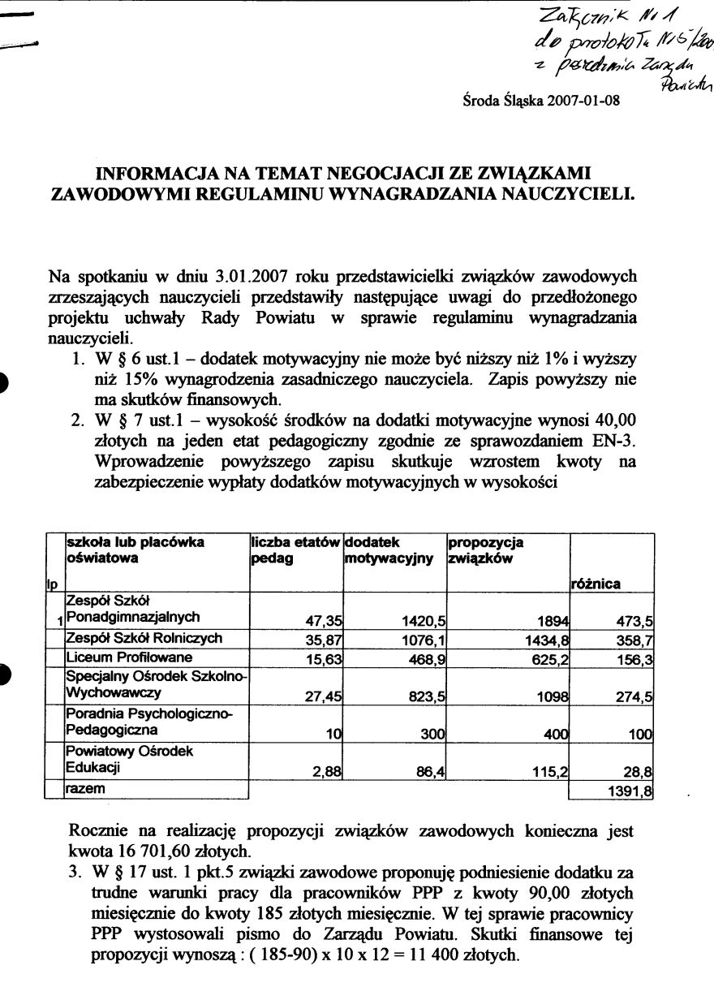 Załącznik Nr 1
do protokołu Nr 5/200
z posiedzenia Zarządu
Powiatu
Środa Śląska 2007-01-08
INFORMACJA NA TEMAT NEGOCJACJI ZE ZWIĄZKAMI
ZAWODOWYMI REGULAMINU WYNAGRADZANIA NAUCZYCIELI.
Na spotkaniu w dniu 3.01.2007 roku przedstawicielki związków zawodowych
zrzeszających nauczycieli przedstawiły następujące uwagi do przedłożonego
projektu uchwały Rady Powiatu w sprawie regulaminu wynagradzania
nauczycieli.
1. W § 6 ust.1 – dodatek motywacyjny nie może być niższy niż 1% i wyższy
niż 15% wynagrodzenia zasadniczego nauczyciela. Zapis powyższy nie
ma skutków finansowych.
2. W § 7 ust.1 – wysokość środków na dodatki motywacyjne wynosi 40,00
złotych na jeden etat pedagogiczny zgodnie ze sprawozdaniem EN-3.
Wprowadzenie powyższego zapisu skutkuje wzrostem kwoty na
zabezpieczenie wypłaty dodatków motywacyjnych w wysokości
lp szkoła lub placówka oświatowa liczba etatów pedag dodatek motywacyjny propozycja związków różnica
1 Zespół Szkół Ponadgimnazjalnych 47,35 1420,5 1894 473,5
Zespół Szkół Rolniczych 35,87 1076,1 1434,8 358,7
Liceum Profilowane 15,63 468,9 625,2 156,3
Specjalny Ośrodek Szkolno-Wychowawczy 27,45 823,5 1098 274,5
Poradnia Psychologiczno-Pedagogiczna 10 300 400 100
Powiatowy Ośrodek Edukacji 2,88 86,4 115,2 28,8
razem 1391,8
Rocznie na realizację propozycji związków zawodowych konieczna jest
kwota 16 701,60 złotych.
3. W § 17 ust. 1 pkt.5 związki zawodowe proponuję podniesienie dodatku za
trudne warunki pracy dla pracowników PPP z kwoty 90,00 złotych
miesięcznie do kwoty 185 złotych miesięcznie. W tej sprawie pracownicy
PPP wystosowali pismo do Zarządu Powiatu. Skutki finansowe tej
propozycji wynoszą : ( 185-90) x 10 x 12 = 11 400 złotych.